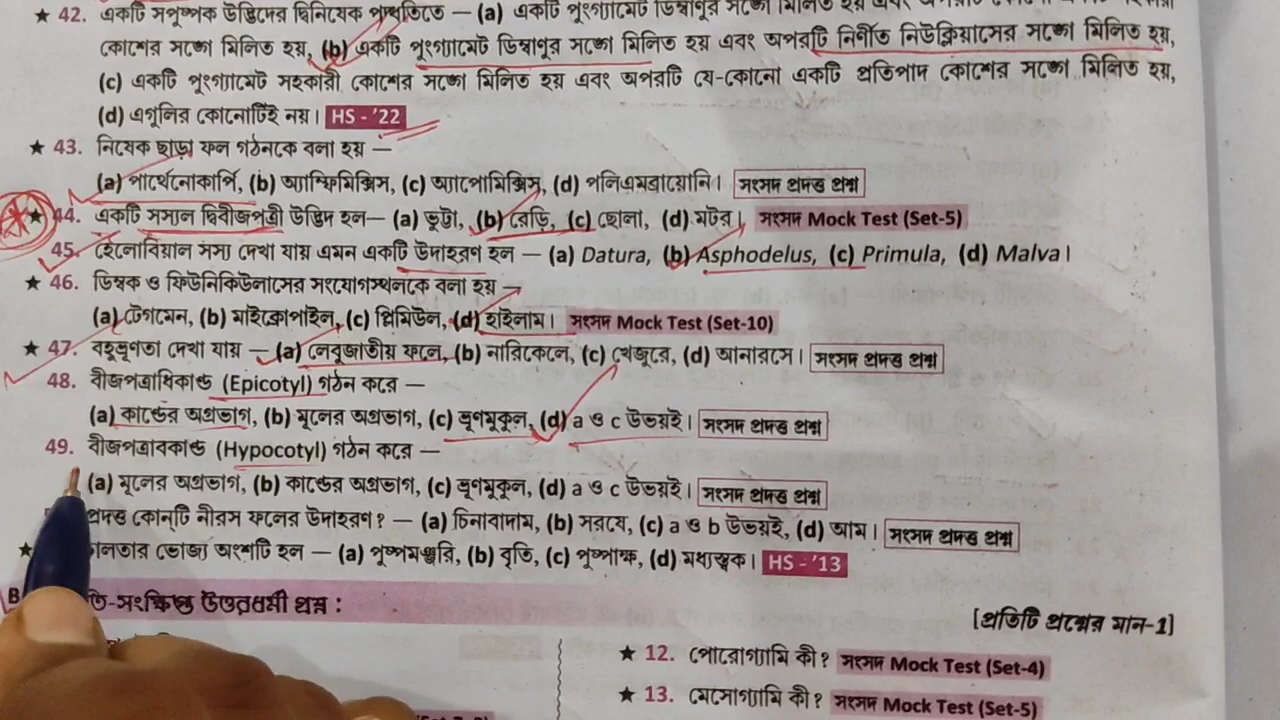 ★ 42. একটি সপুষ্পক উদ্ভিদের দ্বিনিষেক পদ্ধতিতে — (a) একটি পুংগ্যামেট ডিম্বাণুর সঙ্গে মিলিত হয় এবং অপরটি
কোশের সঙ্গে মিলিত হয়, (b) একটি পুংগ্যামেট ডিম্বাণুর সঙ্গে মিলিত হয় এবং অপরটি নির্ণীত নিউক্লিয়াসের সঙ্গে মিলিত হয়,
(c) একটি পুংগ্যামেট সহকারী কোশের সঙ্গে মিলিত হয় এবং অপরটি যে-কোনো একটি প্রতিপাদ কোশের সঙ্গে মিলিত হয়,
(d) এগুলির কোনোটিই নয়। HS - '22
★ 43. নিষেক ছাড়া ফল গঠনকে বলা হয় —
(a) পার্থেনোকার্পি, (b) অ্যাম্ফিমিক্সিস, (c) অ্যাপোমিক্সিস, (d) পলিএমব্রায়োনি। সংসদ প্রদত্ত প্রশ্ন
★ 44. একটি সস্যল দ্বিবীজপত্রী উদ্ভিদ হল— (a) ভুট্টা, (b) রেড়ি, (c) ছোলা, (d) মটর। সংসদ Mock Test (Set-5)
45. হেলোবিয়াল সস্য দেখা যায় এমন একটি উদাহরণ হল — (a) Datura, (b) Asphodelus, (c) Primula, (d) Malva।
★ 46. ডিম্বক ও ফিউনিকিউলাসের সংযোগস্থলকে বলা হয় —
(a) টেগমেন, (b) মাইক্রোপাইল, (c) প্লিমিউল, (d) হাইলাম। সংসদ Mock Test (Set-10)
★ 47. বহুভ্রূণতা দেখা যায় — (a) লেবুজাতীয় ফলে, (b) নারিকেলে, (c) খেজুরে, (d) আনারসে। সংসদ প্রদত্ত প্রশ্ন
48. বীজপত্রাধিকাণ্ড (Epicotyl) গঠন করে —
(a) কাণ্ডের অগ্রভাগ, (b) মূলের অগ্রভাগ, (c) ভ্রূণমুকুল, (d) a ও c উভয়ই। সংসদ প্রদত্ত প্রশ্ন
49. বীজপত্রাবকাণ্ড (Hypocotyl) গঠন করে —
(a) মূলের অগ্রভাগ, (b) কাণ্ডের অগ্রভাগ, (c) ভ্রূণমুকুল, (d) a ও c উভয়ই। সংসদ প্রদত্ত প্রশ্ন
প্রদত্ত কোন্‌টি নীরস ফলের উদাহরণ? — (a) চিনাবাদাম, (b) সরষে, (c) a ও b উভয়ই, (d) আম। সংসদ প্রদত্ত প্রশ্ন
★ ভোজ্য অংশটি হল — (a) পুষ্পমঞ্জরি, (b) বৃতি, (c) পুষ্পাক্ষ, (d) মধ্যত্বক। HS - '13
B -সংক্ষিপ্ত উত্তরধর্মী প্রশ্ন :
[প্রতিটি প্রশ্নের মান-1]
★ 12. পোরোগ্যামি কী? সংসদ Mock Test (Set-4)
★ 13. মেসোগ্যামি কী? সংসদ Mock Test (Set-5)